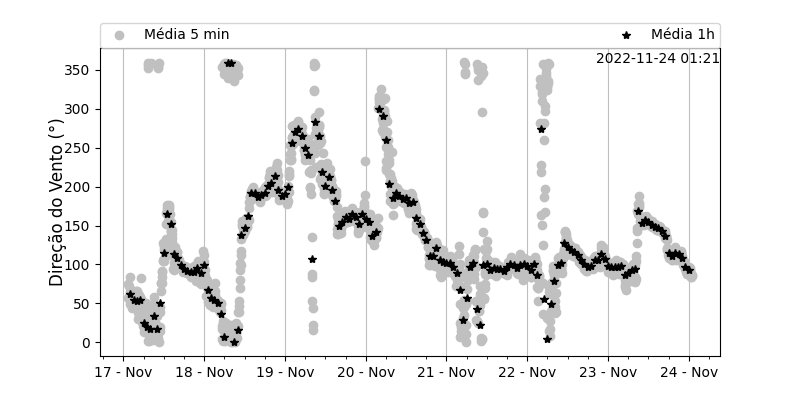 Média 5 min
Média 1h
2022-11-24 01:21
Direção do Vento (°)
350
300
250
200
150
100
50
0
17 - Nov
18 - Nov
19 - Nov
20 - Nov
21 - Nov
22 - Nov
23 - Nov
24 - Nov